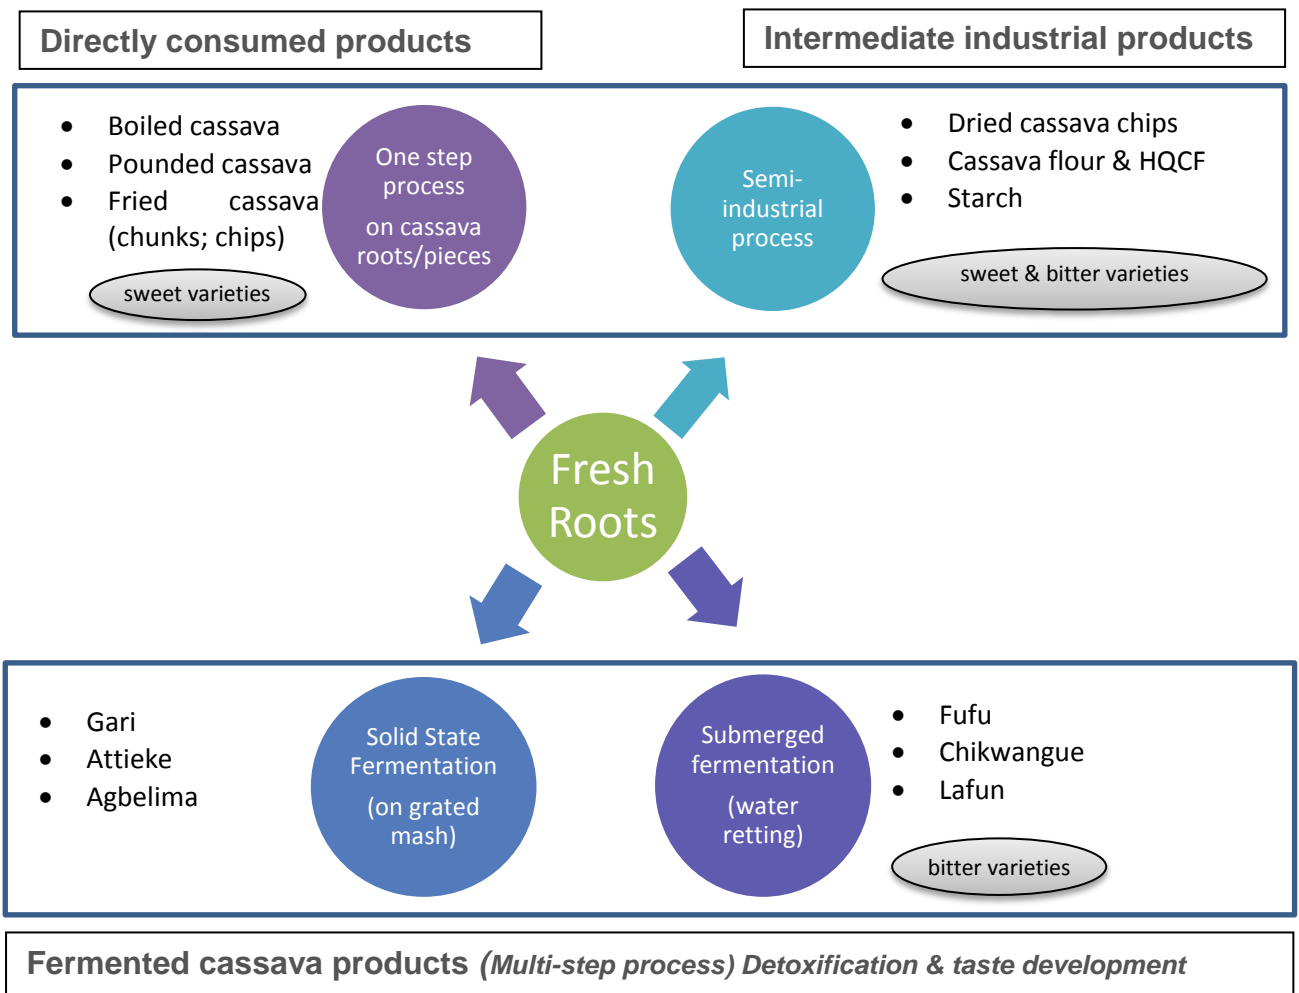 Directly consumed products
Intermediate industrial products
• Boiled cassava
• Pounded cassava
• Fried cassava
(chunks; chips)
sweet varieties
One step
process
on cassava
roots/pieces
Semi-
industrial
process
• Dried cassava chips
• Cassava flour & HQCF
• Starch
sweet & bitter varieties
Fresh
Roots
• Gari
• Attieke
• Agbelima
Solid State
Fermentation
(on grated
mash)
Submerged
fermentation
(water
retting)
• Fufu
• Chikwangue
• Lafun
bitter varieties
Fermented cassava products (Multi-step process) Detoxification & taste development